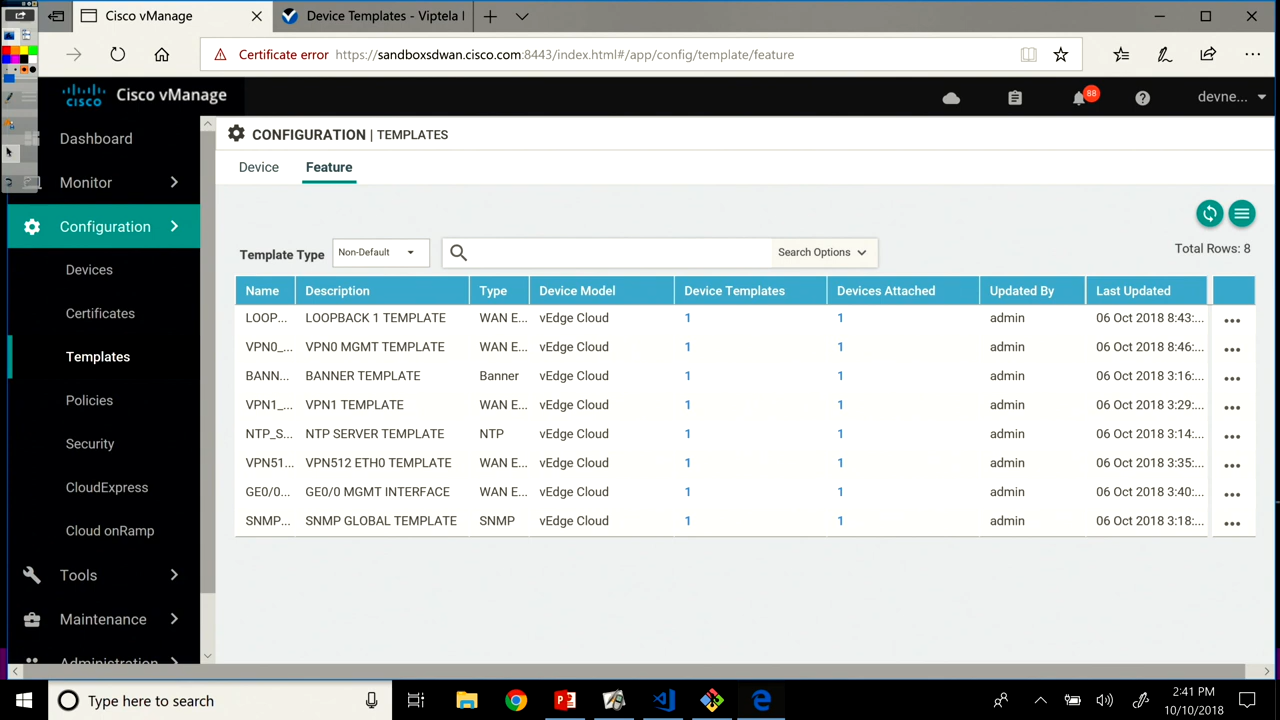 Cisco vManage
Device Templates - Viptela
Certificate error https://sandboxsdwan.cisco.com:8443/index.html#/app/config/template/feature
cisco Cisco vManage
88
devne...
Dashboard
Monitor
Configuration
Devices
Certificates
Templates
Policies
Security
CloudExpress
Cloud onRamp
Tools
Maintenance
Administration
CONFIGURATION | TEMPLATES
Device Feature
Template Type Non-Default Search Options Total Rows: 8
Name Description Type Device Model Device Templates Devices Attached Updated By Last Updated
LOOP... LOOPBACK 1 TEMPLATE WAN E... vEdge Cloud 1 1 admin 06 Oct 2018 8:43:... ...
VPN0_... VPN0 MGMT TEMPLATE WAN E... vEdge Cloud 1 1 admin 06 Oct 2018 8:46:... ...
BANN... BANNER TEMPLATE Banner vEdge Cloud 1 1 admin 06 Oct 2018 3:16:... ...
VPN1_... VPN1 TEMPLATE WAN E... vEdge Cloud 1 1 admin 06 Oct 2018 3:29:... ...
NTP_S... NTP SERVER TEMPLATE NTP vEdge Cloud 1 1 admin 06 Oct 2018 3:14:... ...
VPN51... VPN512 ETH0 TEMPLATE WAN E... vEdge Cloud 1 1 admin 06 Oct 2018 3:35:... ...
GE0/0... GE0/0 MGMT INTERFACE WAN E... vEdge Cloud 1 1 admin 06 Oct 2018 3:40:... ...
SNMP... SNMP GLOBAL TEMPLATE SNMP vEdge Cloud 1 1 admin 06 Oct 2018 3:18:... ...
Type here to search
2:41 PM
10/10/2018